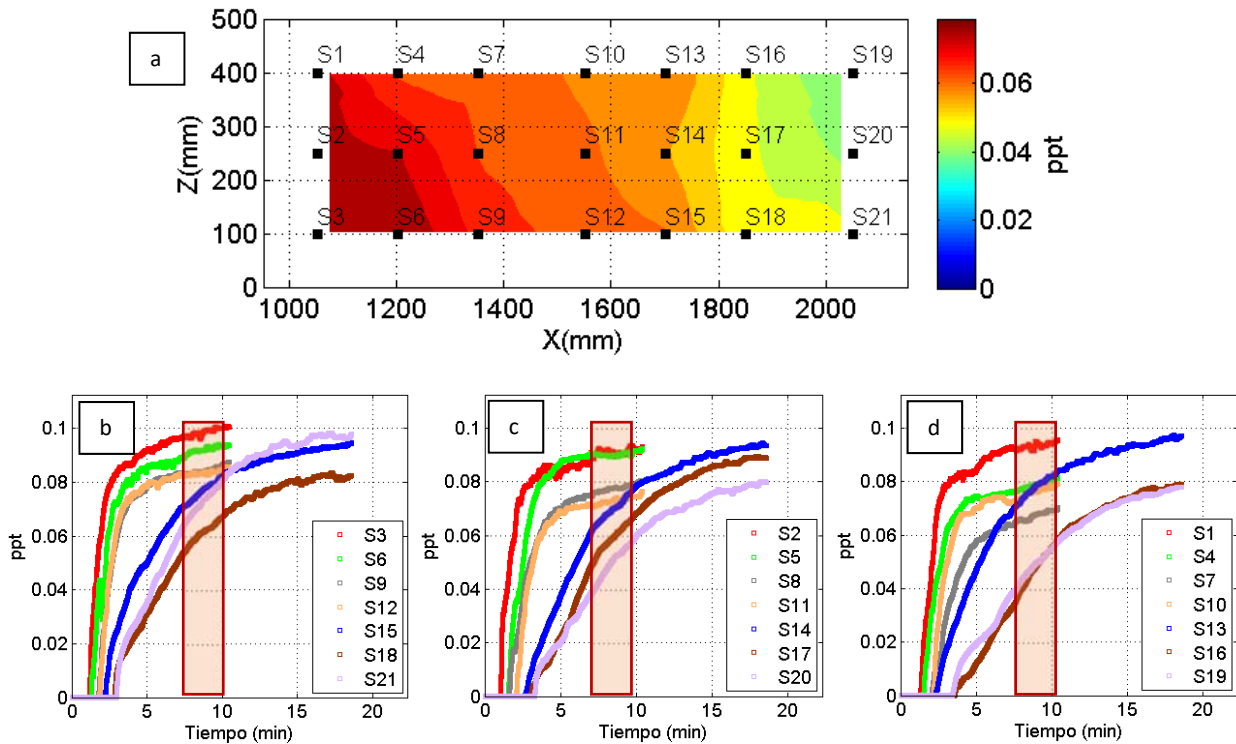 a
500
400
300
200
100
0
Z(mm)
S1 S4 S7 S10 S13 S16 S19
S2 S5 S8 S11 S14 S17 S20
S3 S6 S9 S12 S15 S18 S21
1000 1200 1400 1600 1800 2000
X(mm)
0.06
0.04
0.02
0
ppt
b
0.1
0.08
0.06
0.04
0.02
0
ppt
0 5 10 15 20
Tiempo (min)
S3
S6
S9
S12
S15
S18
S21
c
0.1
0.08
0.06
0.04
0.02
0
ppt
0 5 10 15 20
Tiempo (min)
S2
S5
S8
S11
S14
S17
S20
d
0.1
0.08
0.06
0.04
0.02
0
ppt
0 5 10 15 20
Tiempo (min)
S1
S4
S7
S10
S13
S16
S19